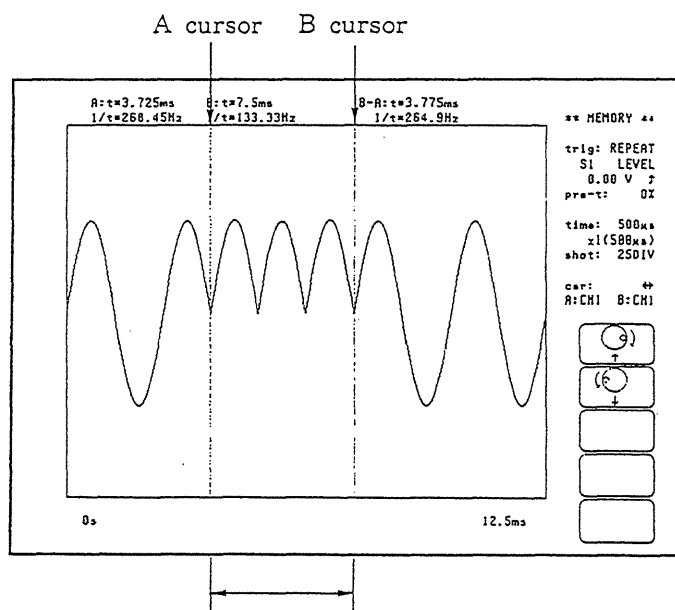 A cursor B cursor
A:t=3.725ms B:t=7.5ms B-A:t=3.775ms
1/t=268.45Hz 1/t=133.33Hz 1/t=264.9Hz
** MEMORY **
trig: REPEAT
S1 LEVEL
0.00 V ↑
pre-t: 0%
time: 500µs
x1(500µs)
shot: 25DIV
csr: ↔
A:CH1 B:CH1
0s 12.5ms